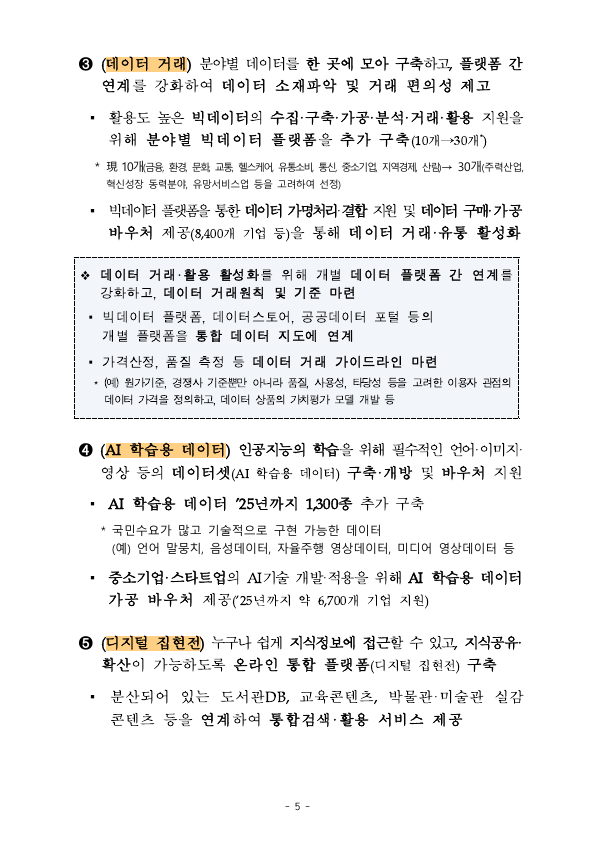 ❸ (데이터 거래) 분야별 데이터를 한 곳에 모아 구축하고, 플랫폼 간
연계를 강화하여 데이터 소재파악 및 거래 편의성 제고
▪ 활용도 높은 빅데이터의 수집·구축·가공·분석·거래·활용 지원을
위해 분야별 빅데이터 플랫폼을 추가 구축(10개→30개*)
* 現 10개(금융, 환경, 문화, 교통, 헬스케어, 유통소비, 통신, 중소기업, 지역경제, 산림)→ 30개(주력산업,
혁신성장 동력분야, 유망서비스업 등을 고려하여 선정)
▪ 빅데이터 플랫폼을 통한 데이터 가명처리·결합 지원 및 데이터 구매·가공
바우처 제공(8,400개 기업 등)을 통해 데이터 거래·유통 활성화
❖ 데이터 거래·활용 활성화를 위해 개별 데이터 플랫폼 간 연계를
강화하고, 데이터 거래원칙 및 기준 마련
▪ 빅데이터 플랫폼, 데이터스토어, 공공데이터 포털 등의
개별 플랫폼을 통합 데이터 지도에 연계
▪ 가격산정, 품질 측정 등 데이터 거래 가이드라인 마련
* (예) 원가기준, 경쟁사 기준뿐만 아니라 품질, 사용성, 타당성 등을 고려한 이용자 관점의
데이터 가격을 정의하고, 데이터 상품의 가치평가 모델 개발 등
❹ (AI 학습용 데이터) 인공지능의 학습을 위해 필수적인 언어·이미지·
영상 등의 데이터셋(AI 학습용 데이터) 구축·개방 및 바우처 지원
▪ AI 학습용 데이터 ’25년까지 1,300종 추가 구축
* 국민수요가 많고 기술적으로 구현 가능한 데이터
(예) 언어 말뭉치, 음성데이터, 자율주행 영상데이터, 미디어 영상데이터 등
▪ 중소기업·스타트업의 AI기술 개발·적용을 위해 AI 학습용 데이터
가공 바우처 제공(’25년까지 약 6,700개 기업 지원)
❺ (디지털 집현전) 누구나 쉽게 지식정보에 접근할 수 있고, 지식공유·
확산이 가능하도록 온라인 통합 플랫폼(디지털 집현전) 구축
▪ 분산되어 있는 도서관DB, 교육콘텐츠, 박물관·미술관 실감
콘텐츠 등을 연계하여 통합검색·활용 서비스 제공
- 5 -